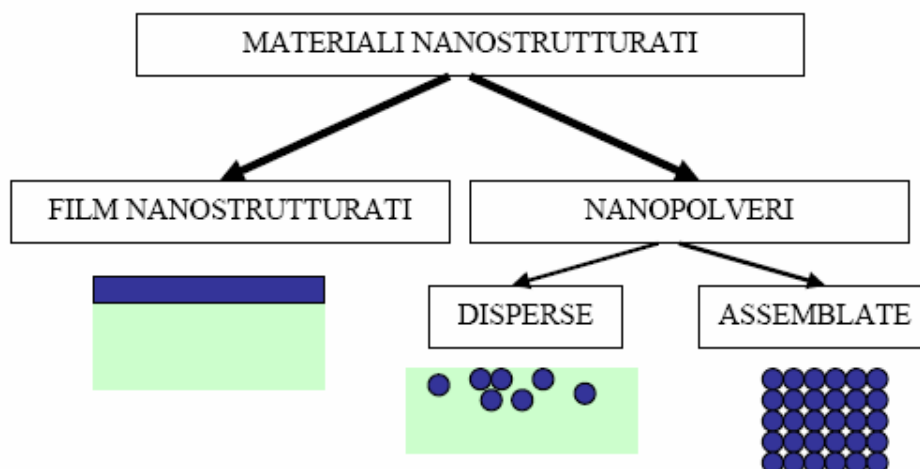 MATERIALI NANOSTRUTTURATI
FILM NANOSTRUTTURATI
NANOPOLVERI
DISPERSE
ASSEMBLATE